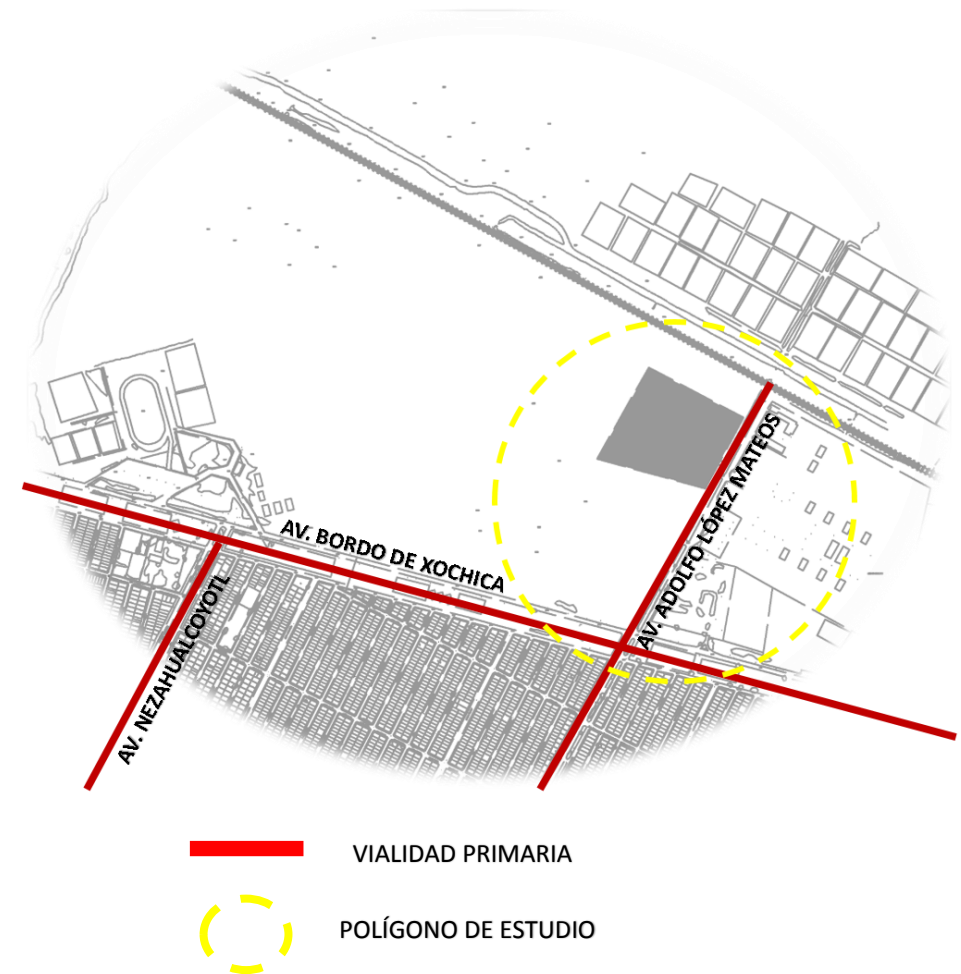 AV. ADOLFO LÓPEZ MATEOS
AV. BORDO DE XOCHICA
AV. NEZAHUALCOYOTL
VIALIDAD PRIMARIA
POLÍGONO DE ESTUDIO